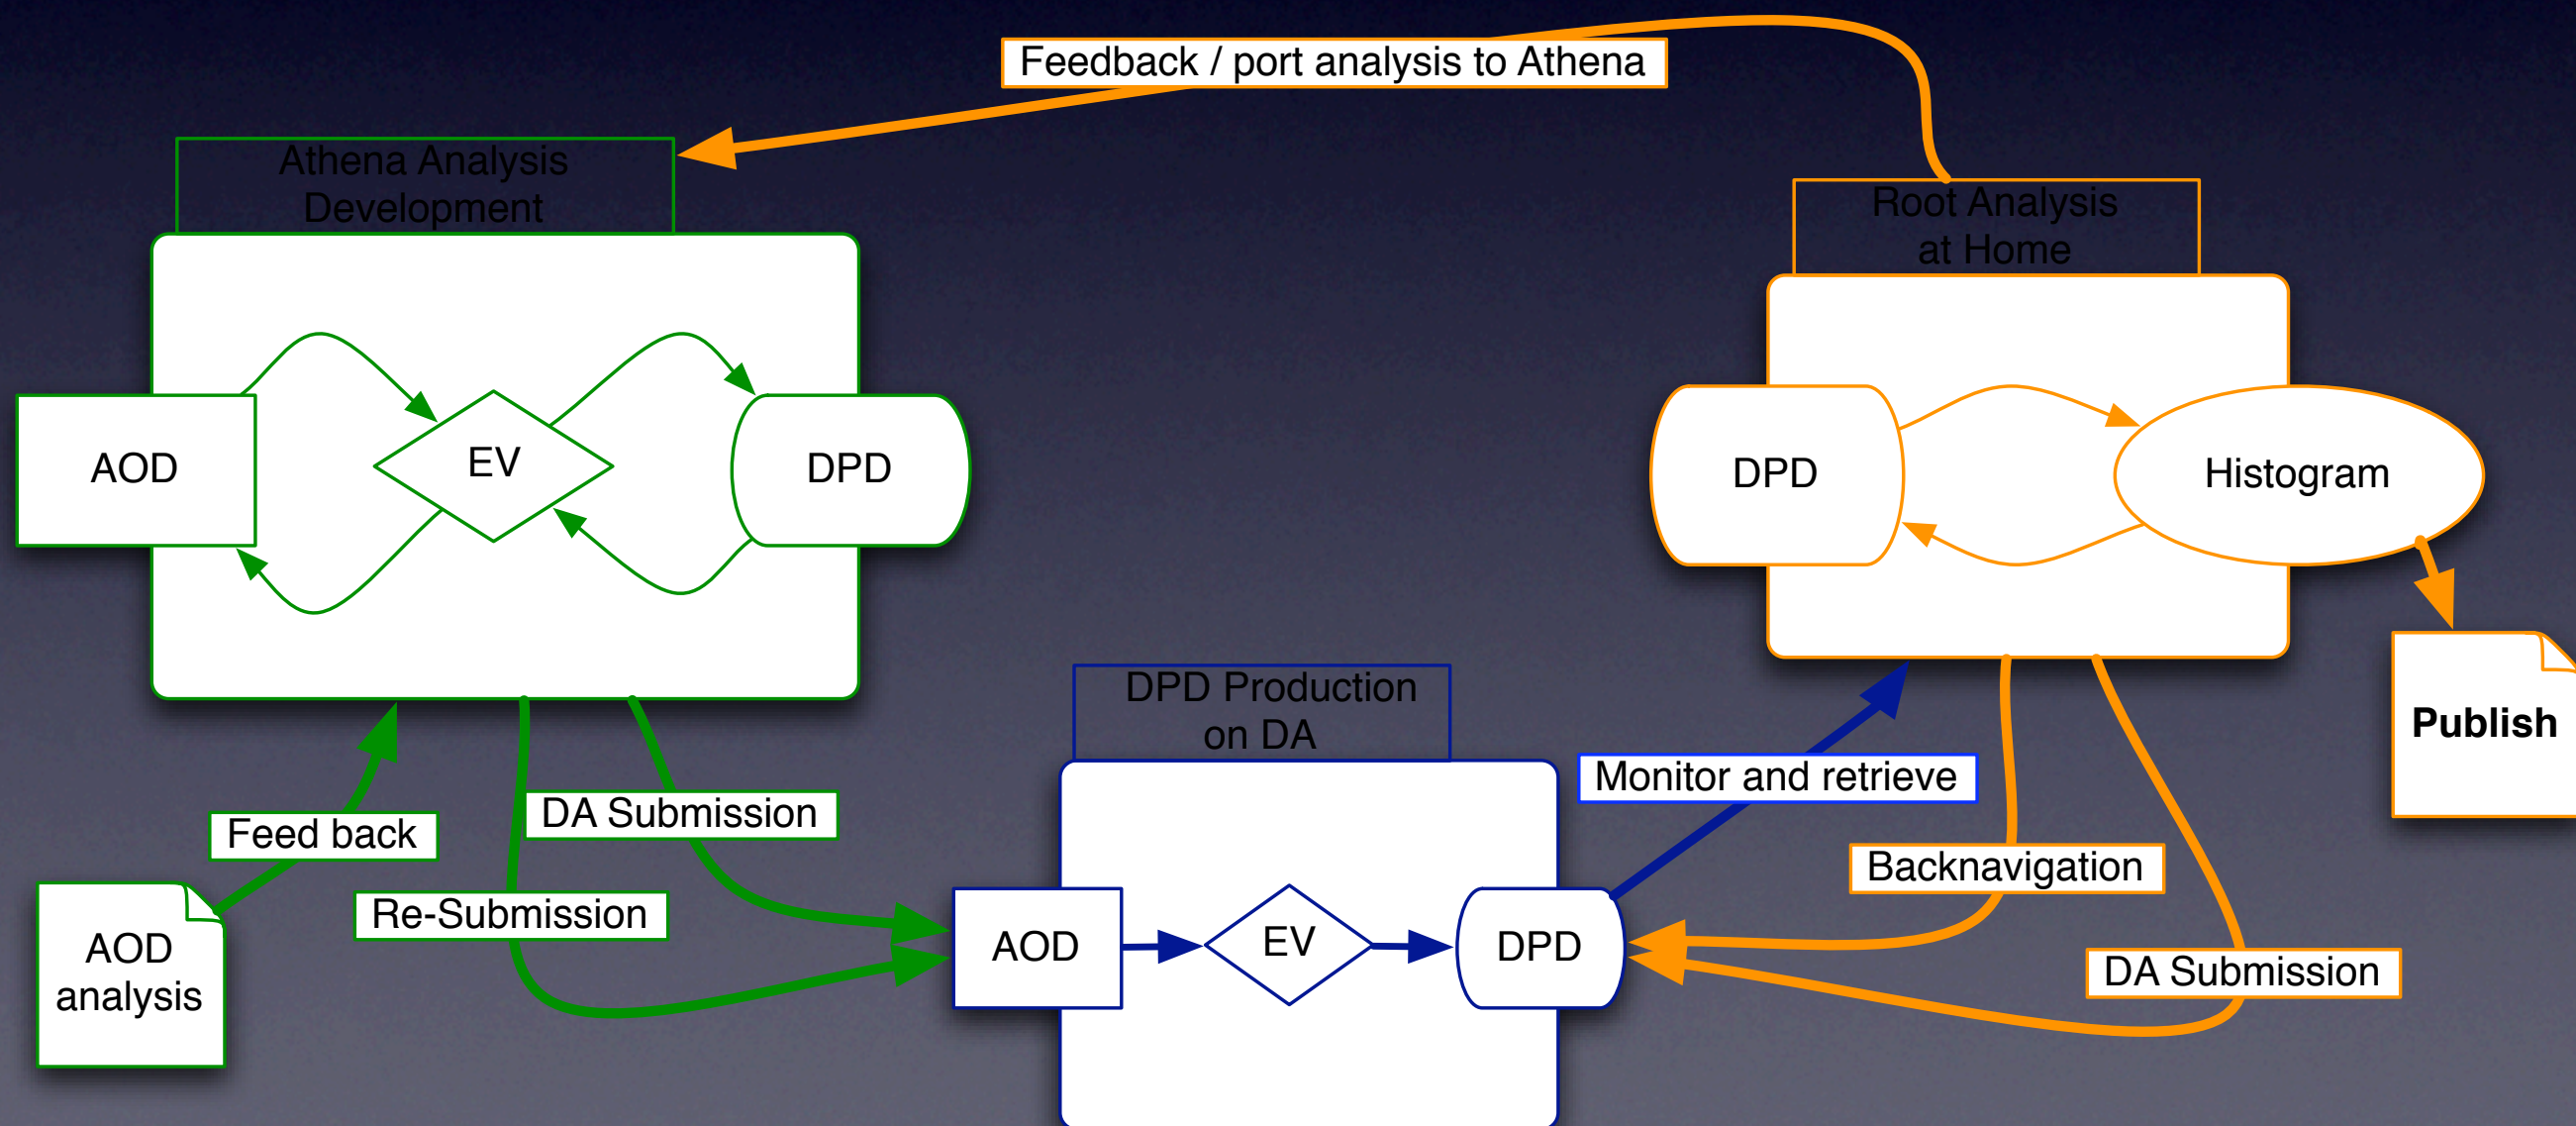 Feedback / port analysis to Athena
Athena Analysis
Development
Root Analysis
at Home
AOD
EV
DPD
DPD
Histogram
DPD Production
on DA
Publish
Monitor and retrieve
DA Submission
Feed back
Backnavigation
Re-Submission
AOD
analysis
AOD
EV
DPD
DA Submission